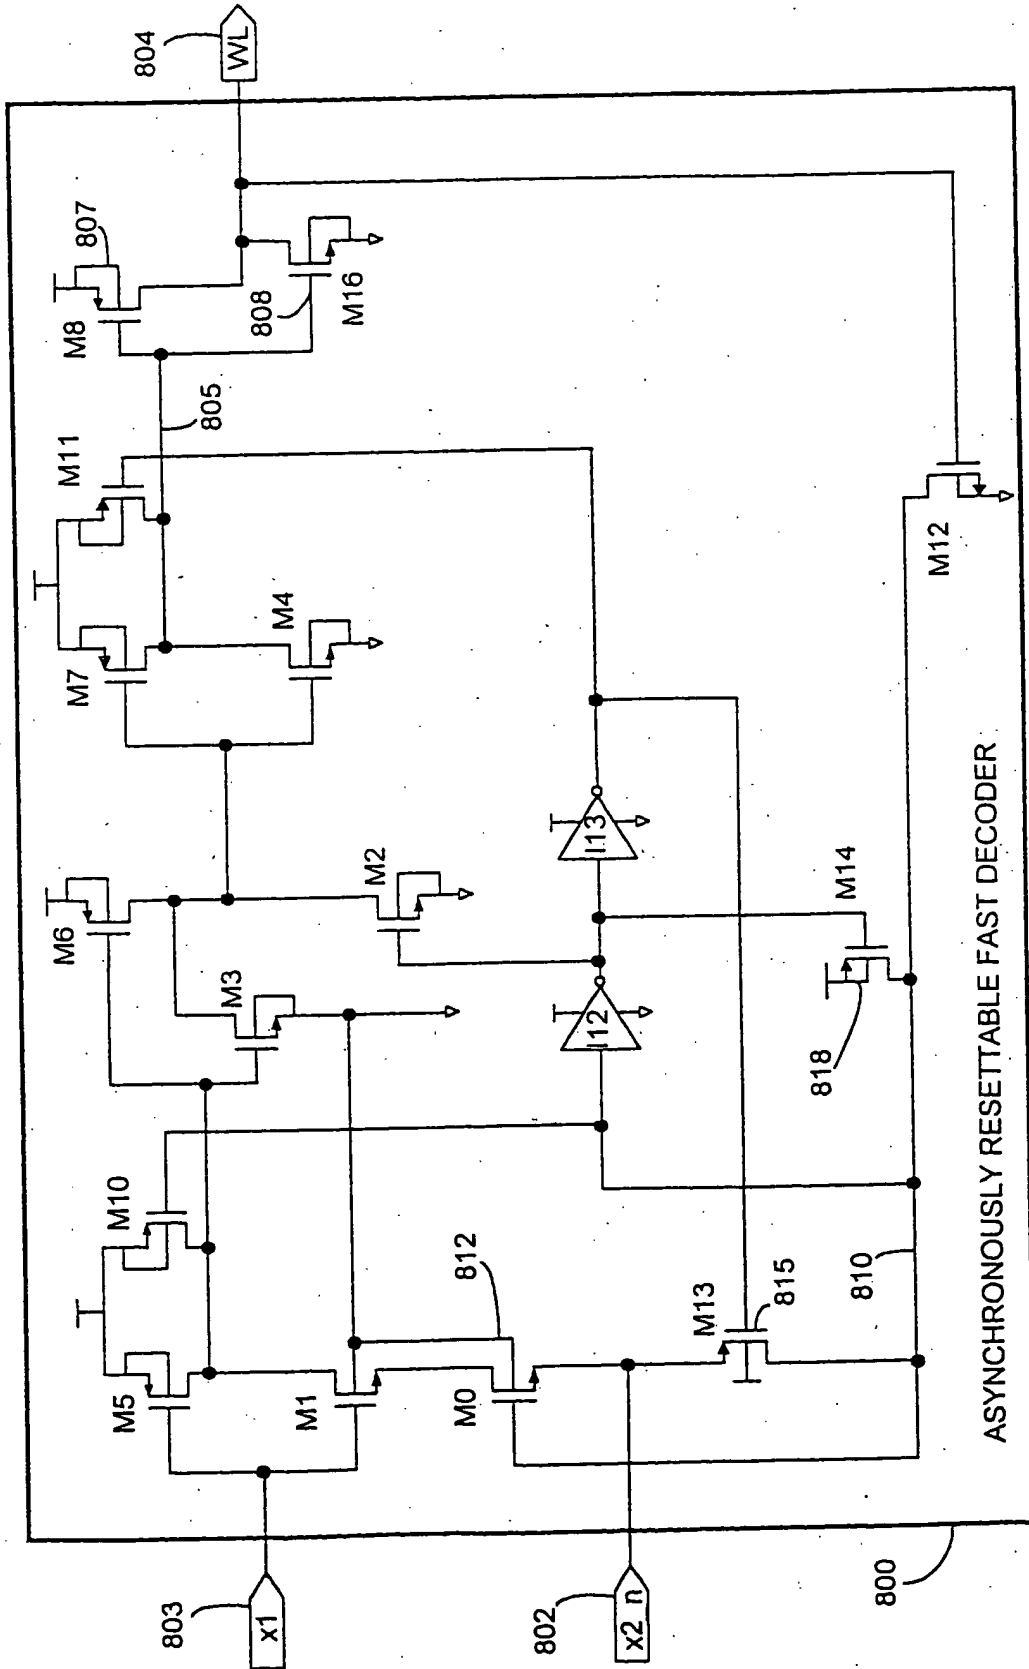 804
WL
807
M8
808
M16
805
M11
M7
M4
M6
M3
M2
M10
I13
I12
M14
818
M12
M5
M1
M0
812
M13
815
810
803
x1
802
x2_n
800
ASYNCHRONOUSLY RESETTABLE FAST DECODER